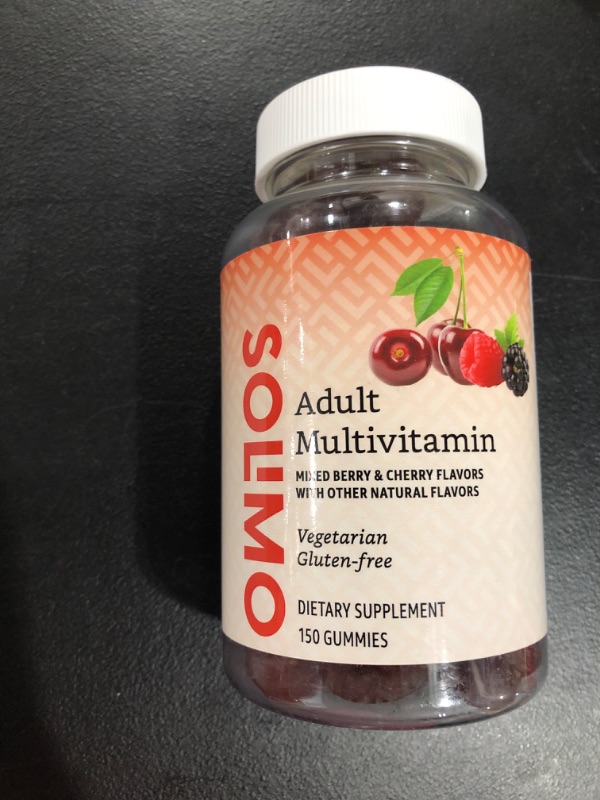 SOLIMO
Adult
Multivitamin
MIXED BERRY & CHERRY FLAVORS
WITH OTHER NATURAL FLAVORS
Vegetarian
Gluten-free
DIETARY SUPPLEMENT
150 GUMMIES